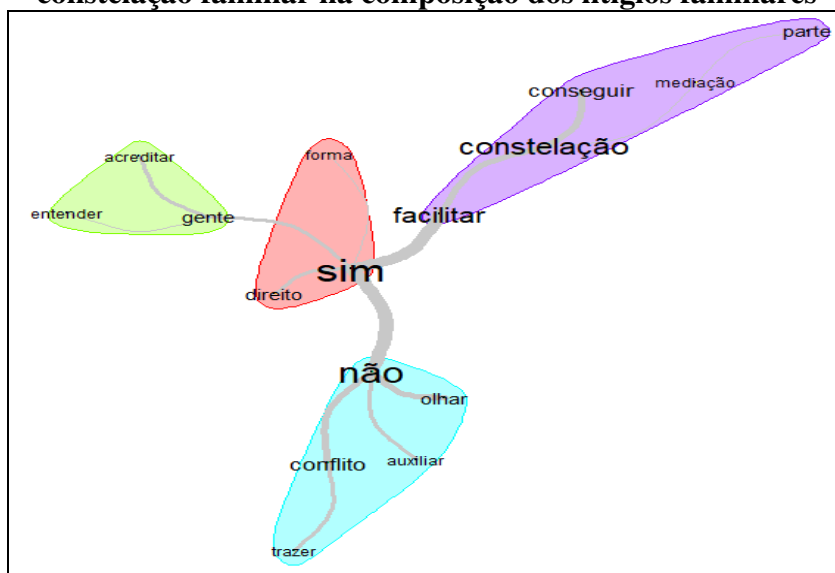 constelação familiar na composição dos litígios familiares
parte
conseguir
mediação
constelação
acreditar
forma
entender
gente
facilitar
sim
direito
não
olhar
conflito
auxiliar
trazer